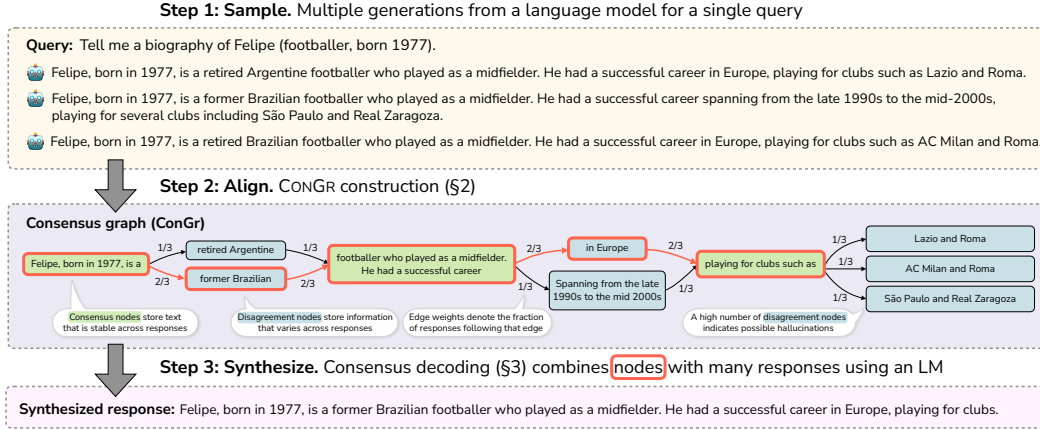 Step 1: Sample. Multiple generations from a language model for a single query
Query: Tell me a biography of Felipe (footballer, born 1977).
Felipe, born in 1977, is a retired Argentine footballer who played as a midfielder. He had a successful career in Europe, playing for clubs such as Lazio and Roma.
Felipe, born in 1977, is a former Brazilian footballer who played as a midfielder. He had a successful career spanning from the late 1990s to the mid-2000s,
playing for several clubs including São Paulo and Real Zaragoza.
Felipe, born in 1977, is a retired Brazilian footballer who played as a midfielder. He had a successful career in Europe, playing for clubs such as AC Milan and Roma.
Step 2: Align. CONGR construction (§2)
Consensus graph (ConGr)
Felipe, born in 1977, is a
1/3
2/3
retired Argentine
former Brazilian
1/3
2/3
footballer who played as a midfielder.
He had a successful career
2/3
1/3
in Europe
Spanning from the late
1990s to the mid 2000s
2/3
1/3
playing for clubs such as
1/3
1/3
1/3
Lazio and Roma
AC Milan and Roma
São Paulo and Real Zaragoza
Consensus nodes store text
that is stable across responses
Disagreement nodes store information
that varies across responses
Edge weights denote the fraction
of responses following that edge
A high number of disagreement nodes
indicates possible hallucinations
Step 3: Synthesize. Consensus decoding (§3) combines nodes with many responses using an LM
Synthesized response: Felipe, born in 1977, is a former Brazilian footballer who played as a midfielder. He had a successful career in Europe, playing for clubs.